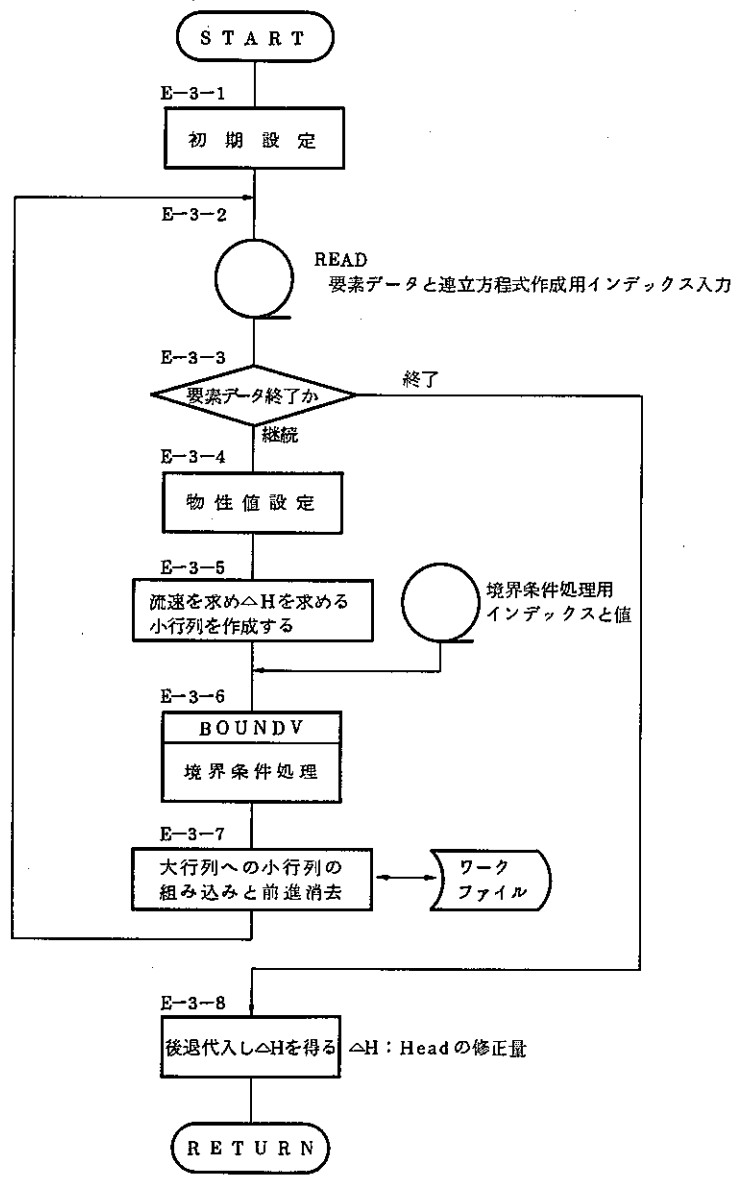 START
E-3-1
初期設定
E-3-2
READ
要素データと連立方程式作成用インデックス入力
E-3-3
要素データ終了か
終了
継続
E-3-4
物性値設定
E-3-5
流速を求め△Hを求める
小行列を作成する
境界条件処理用
インデックスと値
E-3-6
BOUNDV
境界条件処理
E-3-7
大行列への小行列の
組み込みと前進消去
ワーク
ファイル
E-3-8
後退代入し△Hを得る
△H：Headの修正量
RETURN